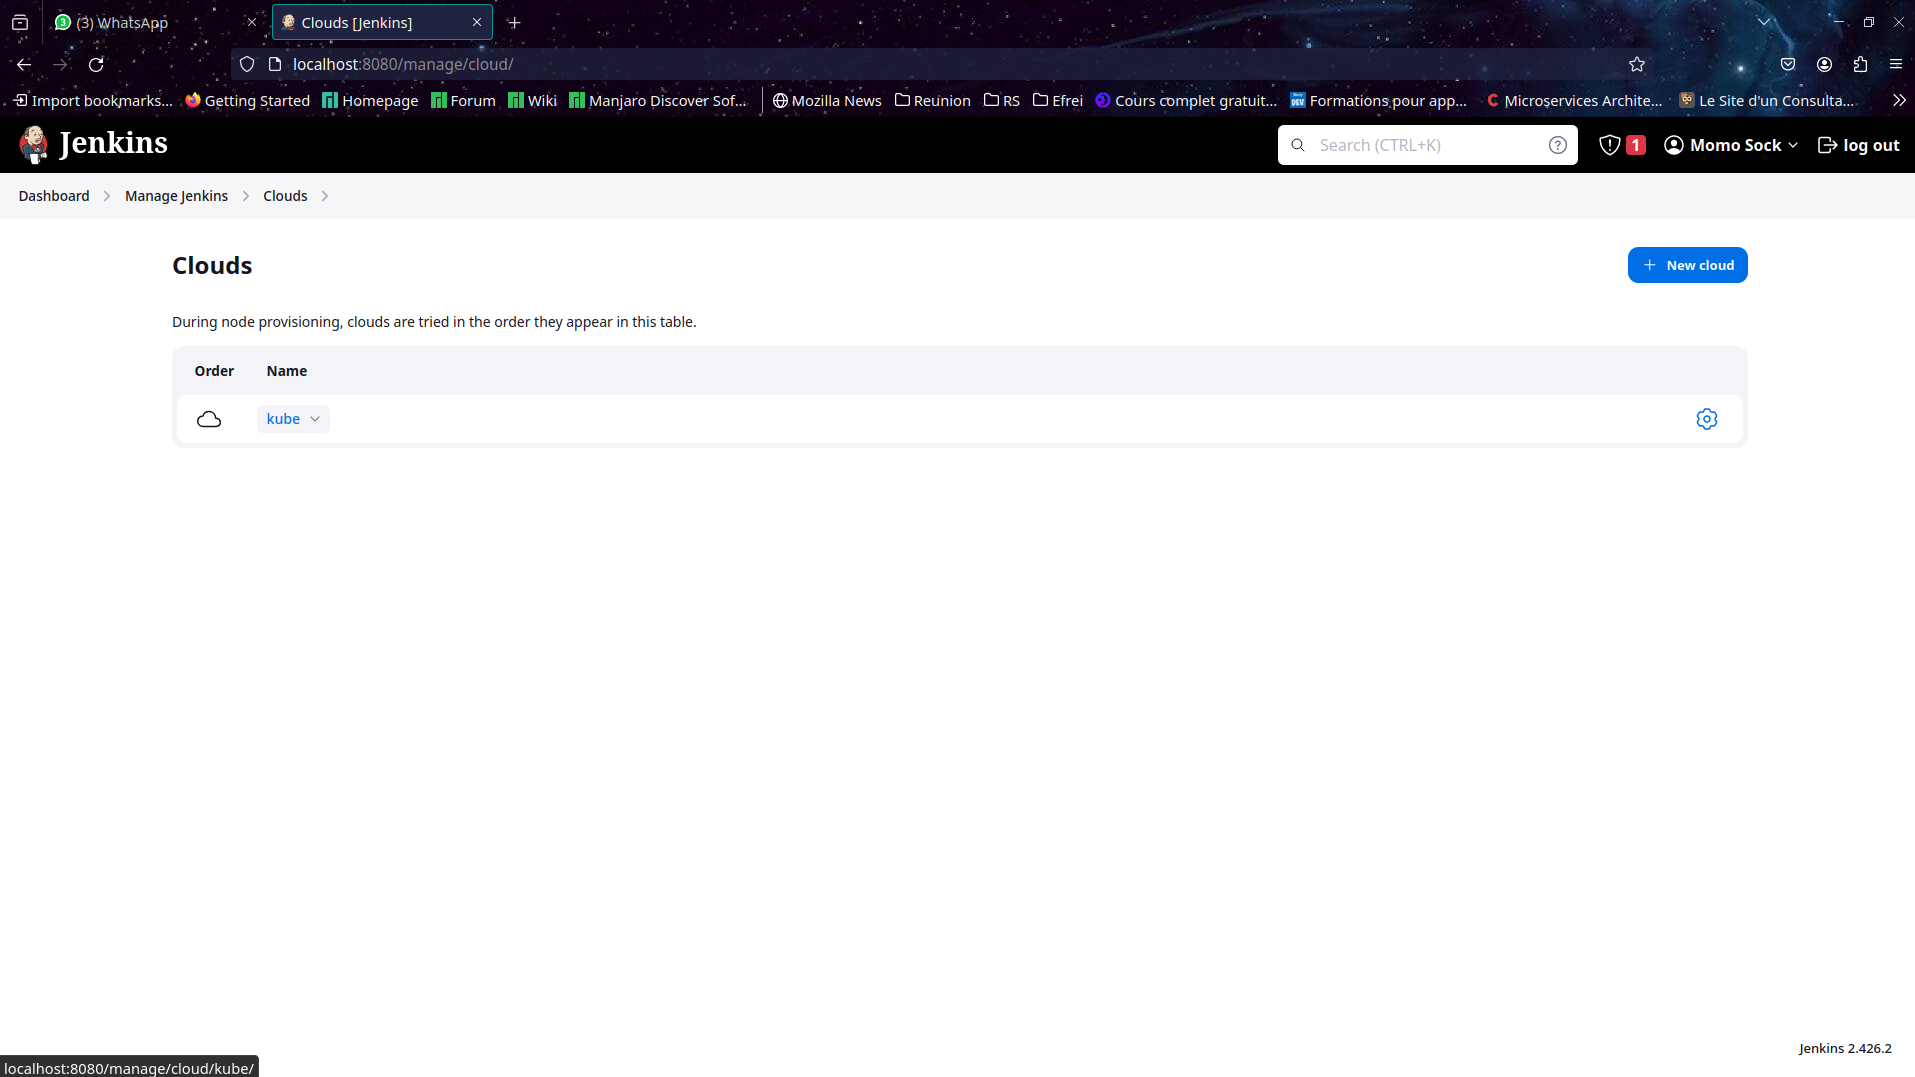 (3) WhatsApp
Clouds [Jenkins]
localhost:8080/manage/cloud/
Import bookmarks... Getting Started Homepage Forum Wiki Manjaro Discover Sof... Mozilla News Reunion RS Efrei Cours complet gratuit... Formations pour app... Microservices Archite... Le Site d'un Consulta...
Jenkins
Search (CTRL+K)
1
Momo Sock
log out
Dashboard Manage Jenkins Clouds
Clouds
New cloud
During node provisioning, clouds are tried in the order they appear in this table.
Order Name
kube
Jenkins 2.426.2
localhost:8080/manage/cloud/kube/